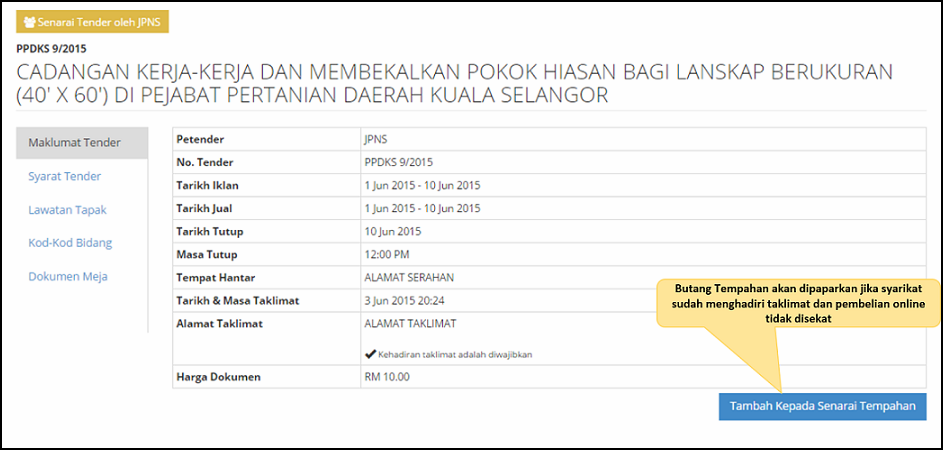 Senarai Tender oleh JPNS
PPDKS 9/2015
CADANGAN KERJA-KERJA DAN MEMBEKALKAN POKOK HIASAN BAGI LANSKAP BERUKURAN
(40' X 60') DI PEJABAT PERTANIAN DAERAH KUALA SELANGOR
Maklumat Tender
Syarat Tender
Lawatan Tapak
Kod-Kod Bidang
Dokumen Meja
Petender JPNS
No. Tender PPDKS 9/2015
Tarikh Iklan 1 Jun 2015 - 10 Jun 2015
Tarikh Jual 1 Jun 2015 - 10 Jun 2015
Tarikh Tutup 10 Jun 2015
Masa Tutup 12:00 PM
Tempat Hantar ALAMAT SERAHAN
Tarikh & Masa Taklimat 3 Jun 2015 20:24
Alamat Taklimat ALAMAT TAKLIMAT
✔ Kehadiran taklimat adalah diwajibkan
Harga Dokumen RM 10.00
Butang Tempahan akan dipaparkan jika syarikat
sudah menghadiri taklimat dan pembelian online
tidak disekat
Tambah Kepada Senarai Tempahan